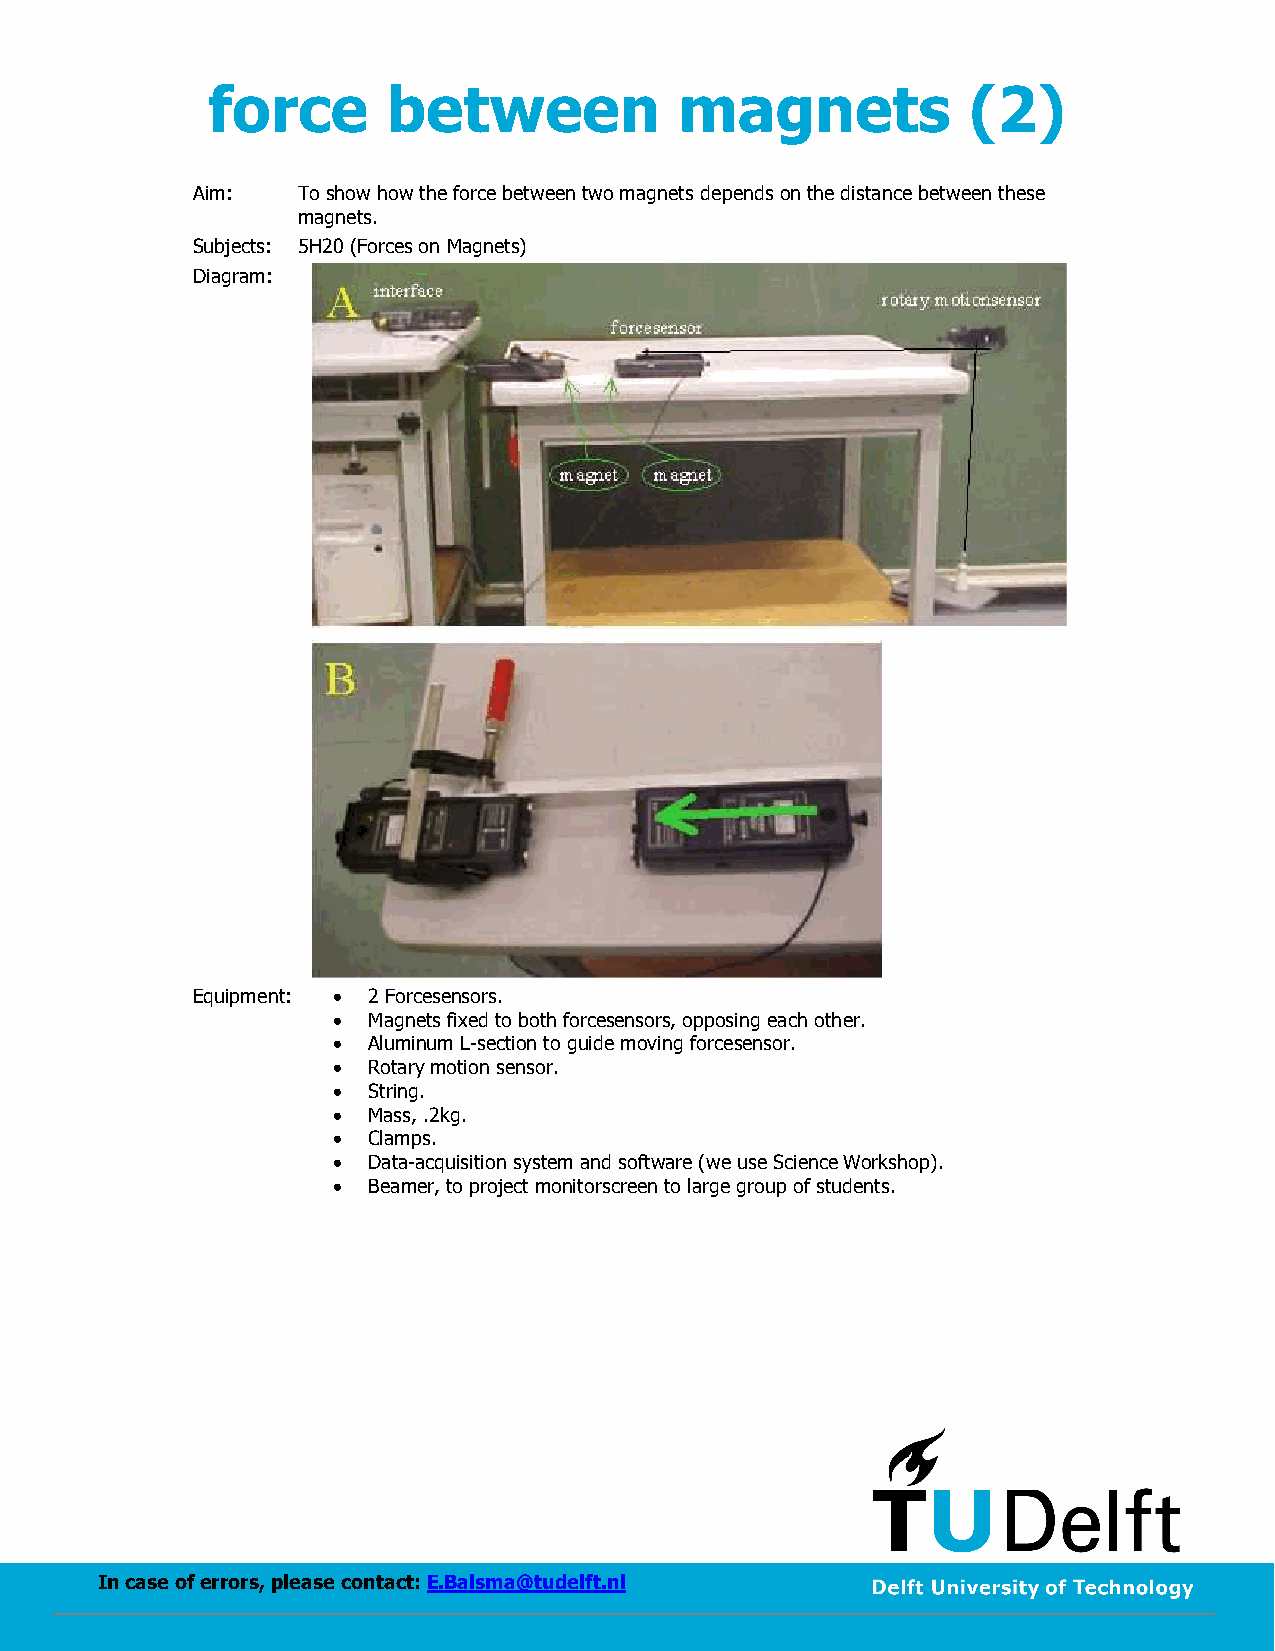 force between magnets (2)
Aim: To show how the force between two magnets depends on the distance between these
magnets.
Subjects: 5H20 (Forces on Magnets)
Diagram:
A
interface
rotary motionsensor
forcesensor
magnet magnet
B
Equipment: • 2 Forcesensors.
• Magnets fixed to both forcesensors, opposing each other.
• Aluminum L-section to guide moving forcesensor.
• Rotary motion sensor.
• String.
• Mass, .2kg.
• Clamps.
• Data-acquisition system and software (we use Science Workshop).
• Beamer, to project monitorscreen to large group of students.
TUDelft
In case of errors, please contact: E.Balsma@tudelft.nl
Delft University of Technology